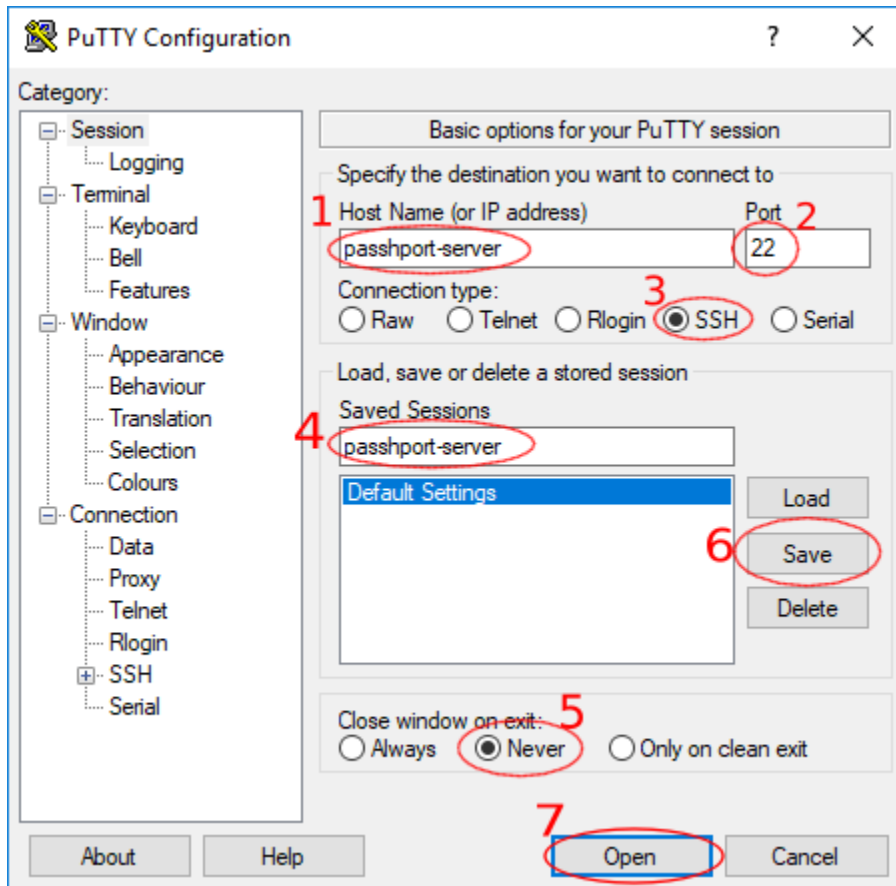 PuTTY Configuration ?
Category:
Session
Logging
Terminal
Keyboard
Bell
Features
Window
Appearance
Behaviour
Translation
Selection
Colours
Connection
Data
Proxy
Telnet
Rlogin
SSH
Serial
Basic options for your PuTTY session
Specify the destination you want to connect to
1 Host Name (or IP address) Port 2
passhport-server 22
Connection type: 3
Raw Telnet Rlogin SSH Serial
Load, save or delete a stored session
Saved Sessions
4 passhport-server
Default Settings Load
6 Save
Delete
Close window on exit: 5
Always Never Only on clean exit
7
About Help Open Cancel